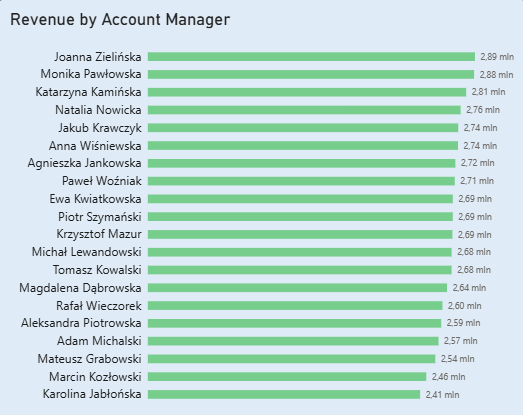 Revenue by Account Manager
Joanna Zielińska 2,89 mln
Monika Pawłowska 2,88 mln
Katarzyna Kamińska 2,81 mln
Natalia Nowicka 2,76 mln
Jakub Krawczyk 2,74 mln
Anna Wiśniewska 2,74 mln
Agnieszka Jankowska 2,72 mln
Paweł Woźniak 2,71 mln
Ewa Kwiatkowska 2,69 mln
Piotr Szymański 2,69 mln
Krzysztof Mazur 2,69 mln
Michał Lewandowski 2,68 mln
Tomasz Kowalski 2,68 mln
Magdalena Dąbrowska 2,64 mln
Rafał Wieczorek 2,60 mln
Aleksandra Piotrowska 2,59 mln
Adam Michalski 2,57 mln
Mateusz Grabowski 2,54 mln
Marcin Kozłowski 2,46 mln
Karolina Jabłońska 2,41 mln